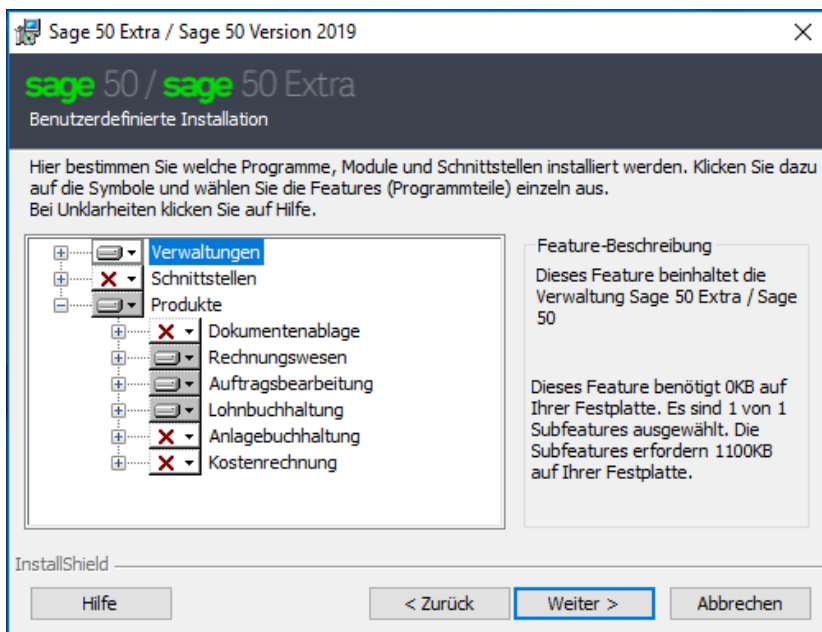 Sage 50 Extra / Sage 50 Version 2019
sage 50 / sage 50 Extra
Benutzerdefinierte Installation
Hier bestimmen Sie welche Programme, Module und Schnittstellen installiert werden. Klicken Sie dazu
auf die Symbole und wählen Sie die Features (Programmteile) einzeln aus.
Bei Unklarheiten klicken Sie auf Hilfe.
Verwaltungen
Schnittstellen
Produkte
Dokumentenablage
Rechnungswesen
Auftragsbearbeitung
Lohnbuchhaltung
Anlagebuchhaltung
Kostenrechnung
Feature-Beschreibung
Dieses Feature beinhaltet die
Verwaltung Sage 50 Extra / Sage
50
Dieses Feature benötigt 0KB auf
Ihrer Festplatte. Es sind 1 von 1
Subfeatures ausgewählt. Die
Subfeatures erfordern 1100KB
auf Ihrer Festplatte.
InstallShield
Hilfe
< Zurück
Weiter >
Abbrechen